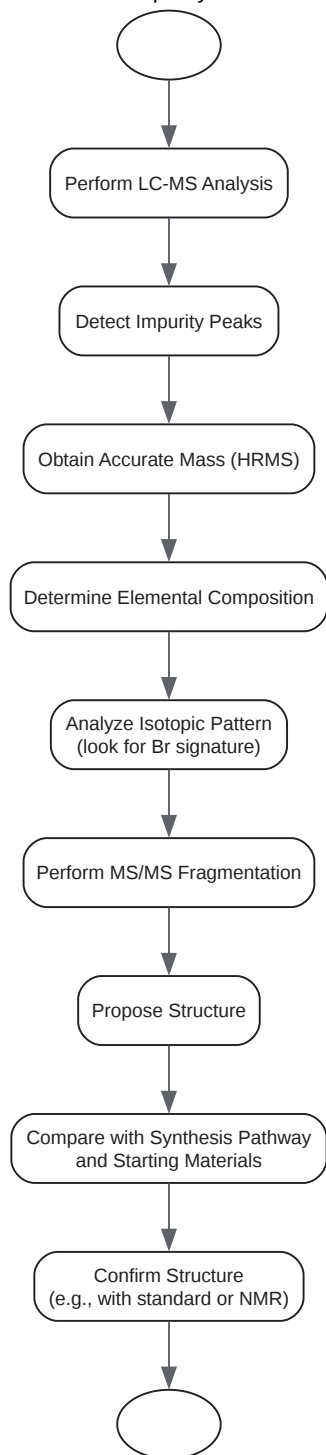 Perform LC-MS Analysis
Detect Impurity Peaks
Obtain Accurate Mass (HRMS)
Determine Elemental Composition
Analyze Isotopic Pattern
(look for Br signature)
Perform MS/MS Fragmentation
Propose Structure
Compare with Synthesis Pathway
and Starting Materials
Confirm Structure
(e.g., with standard or NMR)